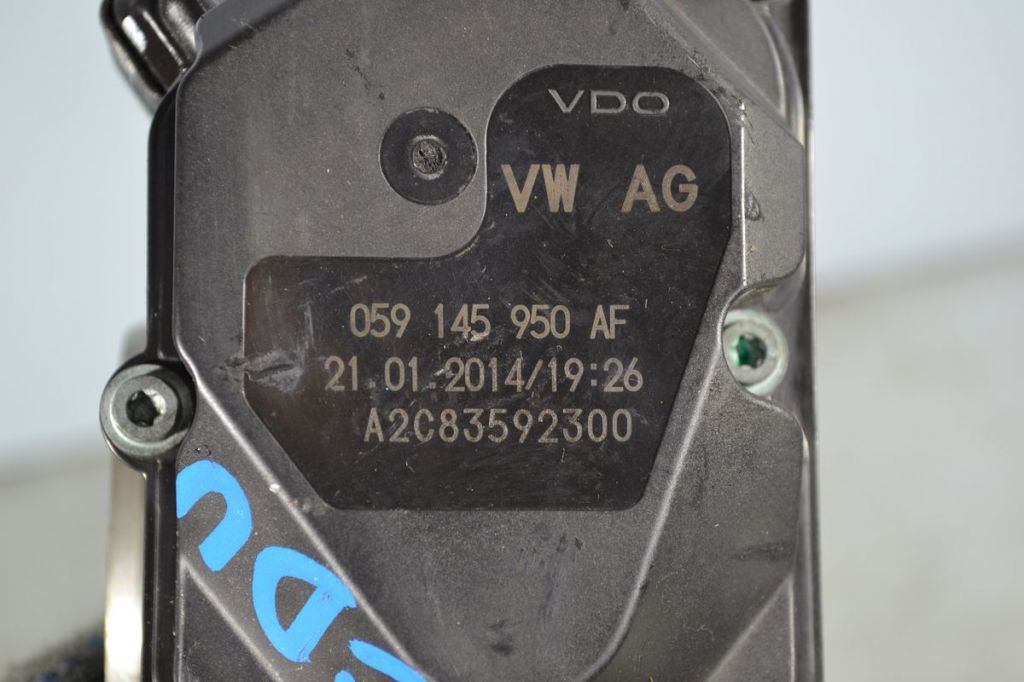 VDO
VW AG
059 145 950 AF
21.01.2014/19:26
A2C83592300